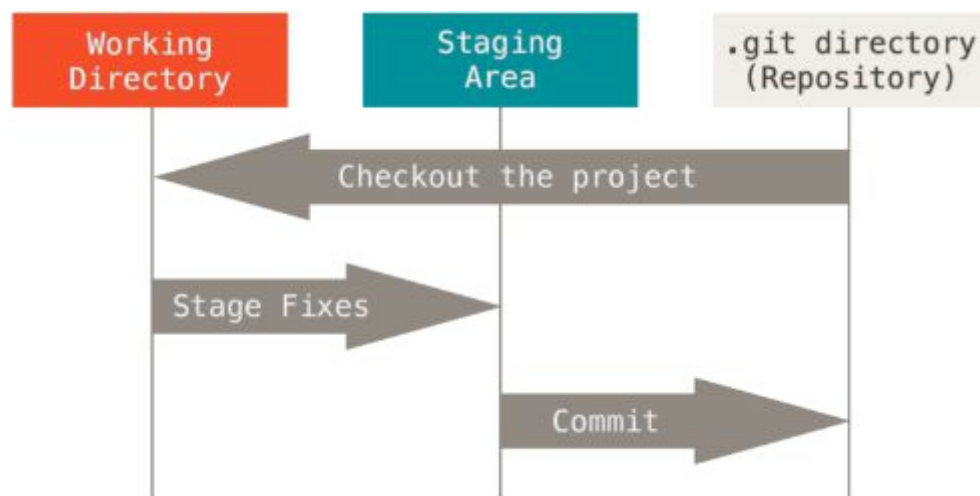 Working
Directory
Staging
Area
.git directory
(Repository)
Checkout the project
Stage Fixes
Commit